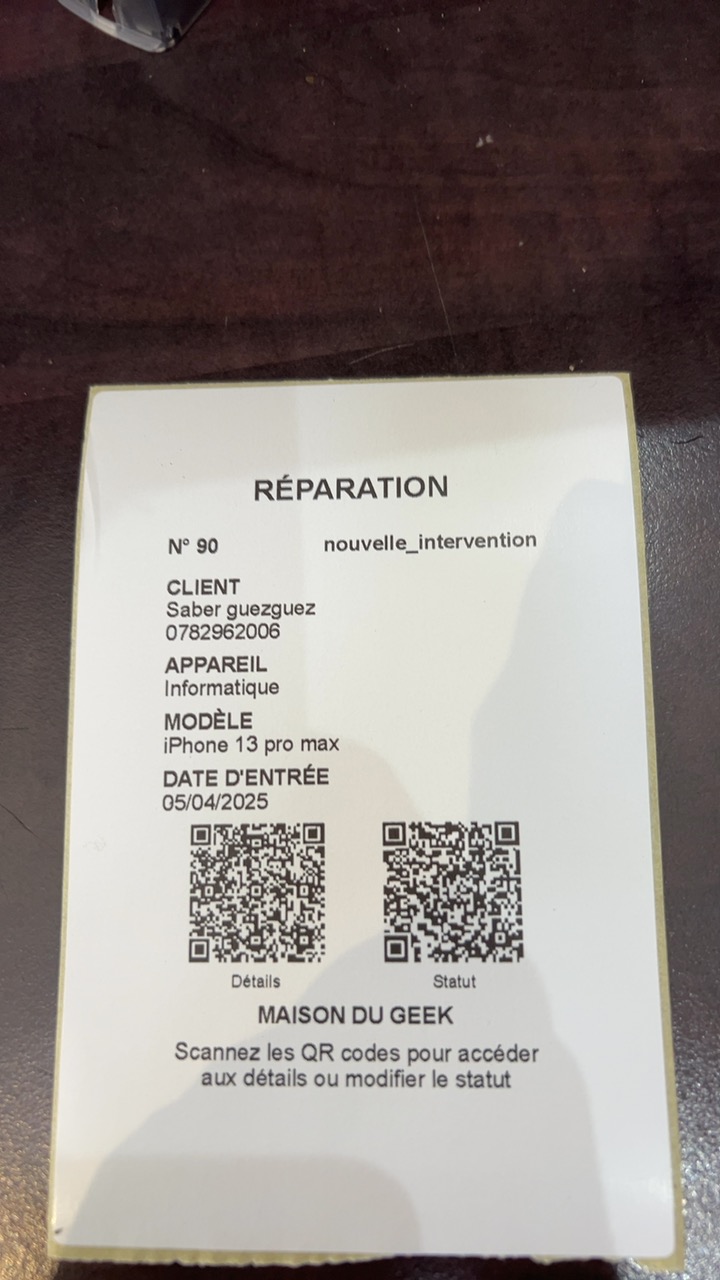 RÉPARATION
N° 90 nouvelle_intervention
CLIENT
Saber guezguez
0782962006
APPAREIL
Informatique
MODÈLE
iPhone 13 pro max
DATE D'ENTRÉE
05/04/2025
Détails Statut
MAISON DU GEEK
Scannez les QR codes pour accéder
aux détails ou modifier le statut